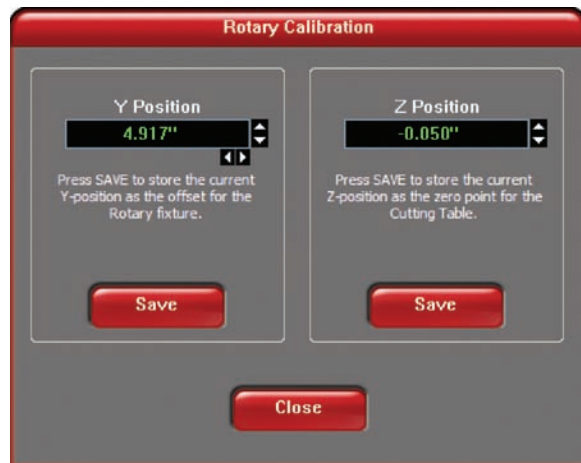 Rotary Calibration
Y Position
4.917"
Press SAVE to store the current
Y-position as the offset for the
Rotary fixture.
Save
Z Position
-0.050"
Press SAVE to store the current
Z-position as the zero point for the
Cutting Table.
Save
Close